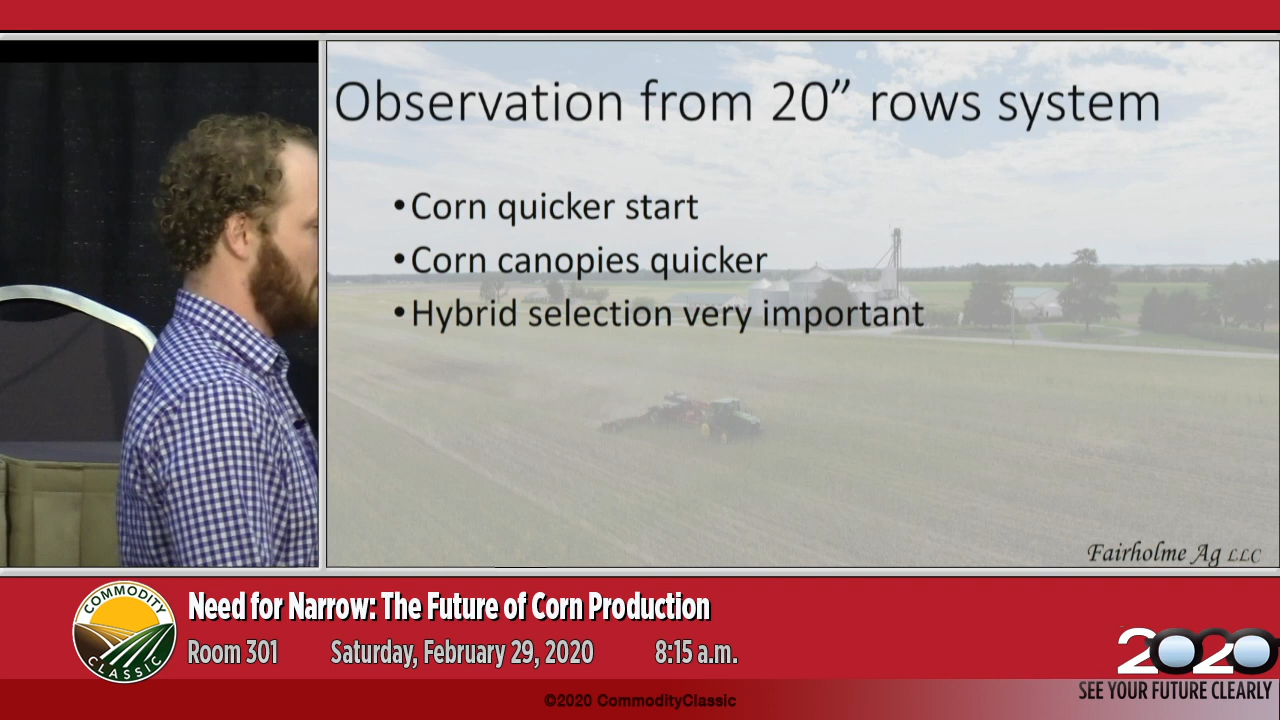 Observation from 20” rows system
•Corn quicker start
•Corn canopies quicker
•Hybrid selection very important
Fairholme Ag LLC
COMMODITY
CLASSIC
Need for Narrow: The Future of Corn Production
Room 301 Saturday, February 29, 2020 8:15 a.m.
2020
SEE YOUR FUTURE CLEARLY
©2020 CommodityClassic